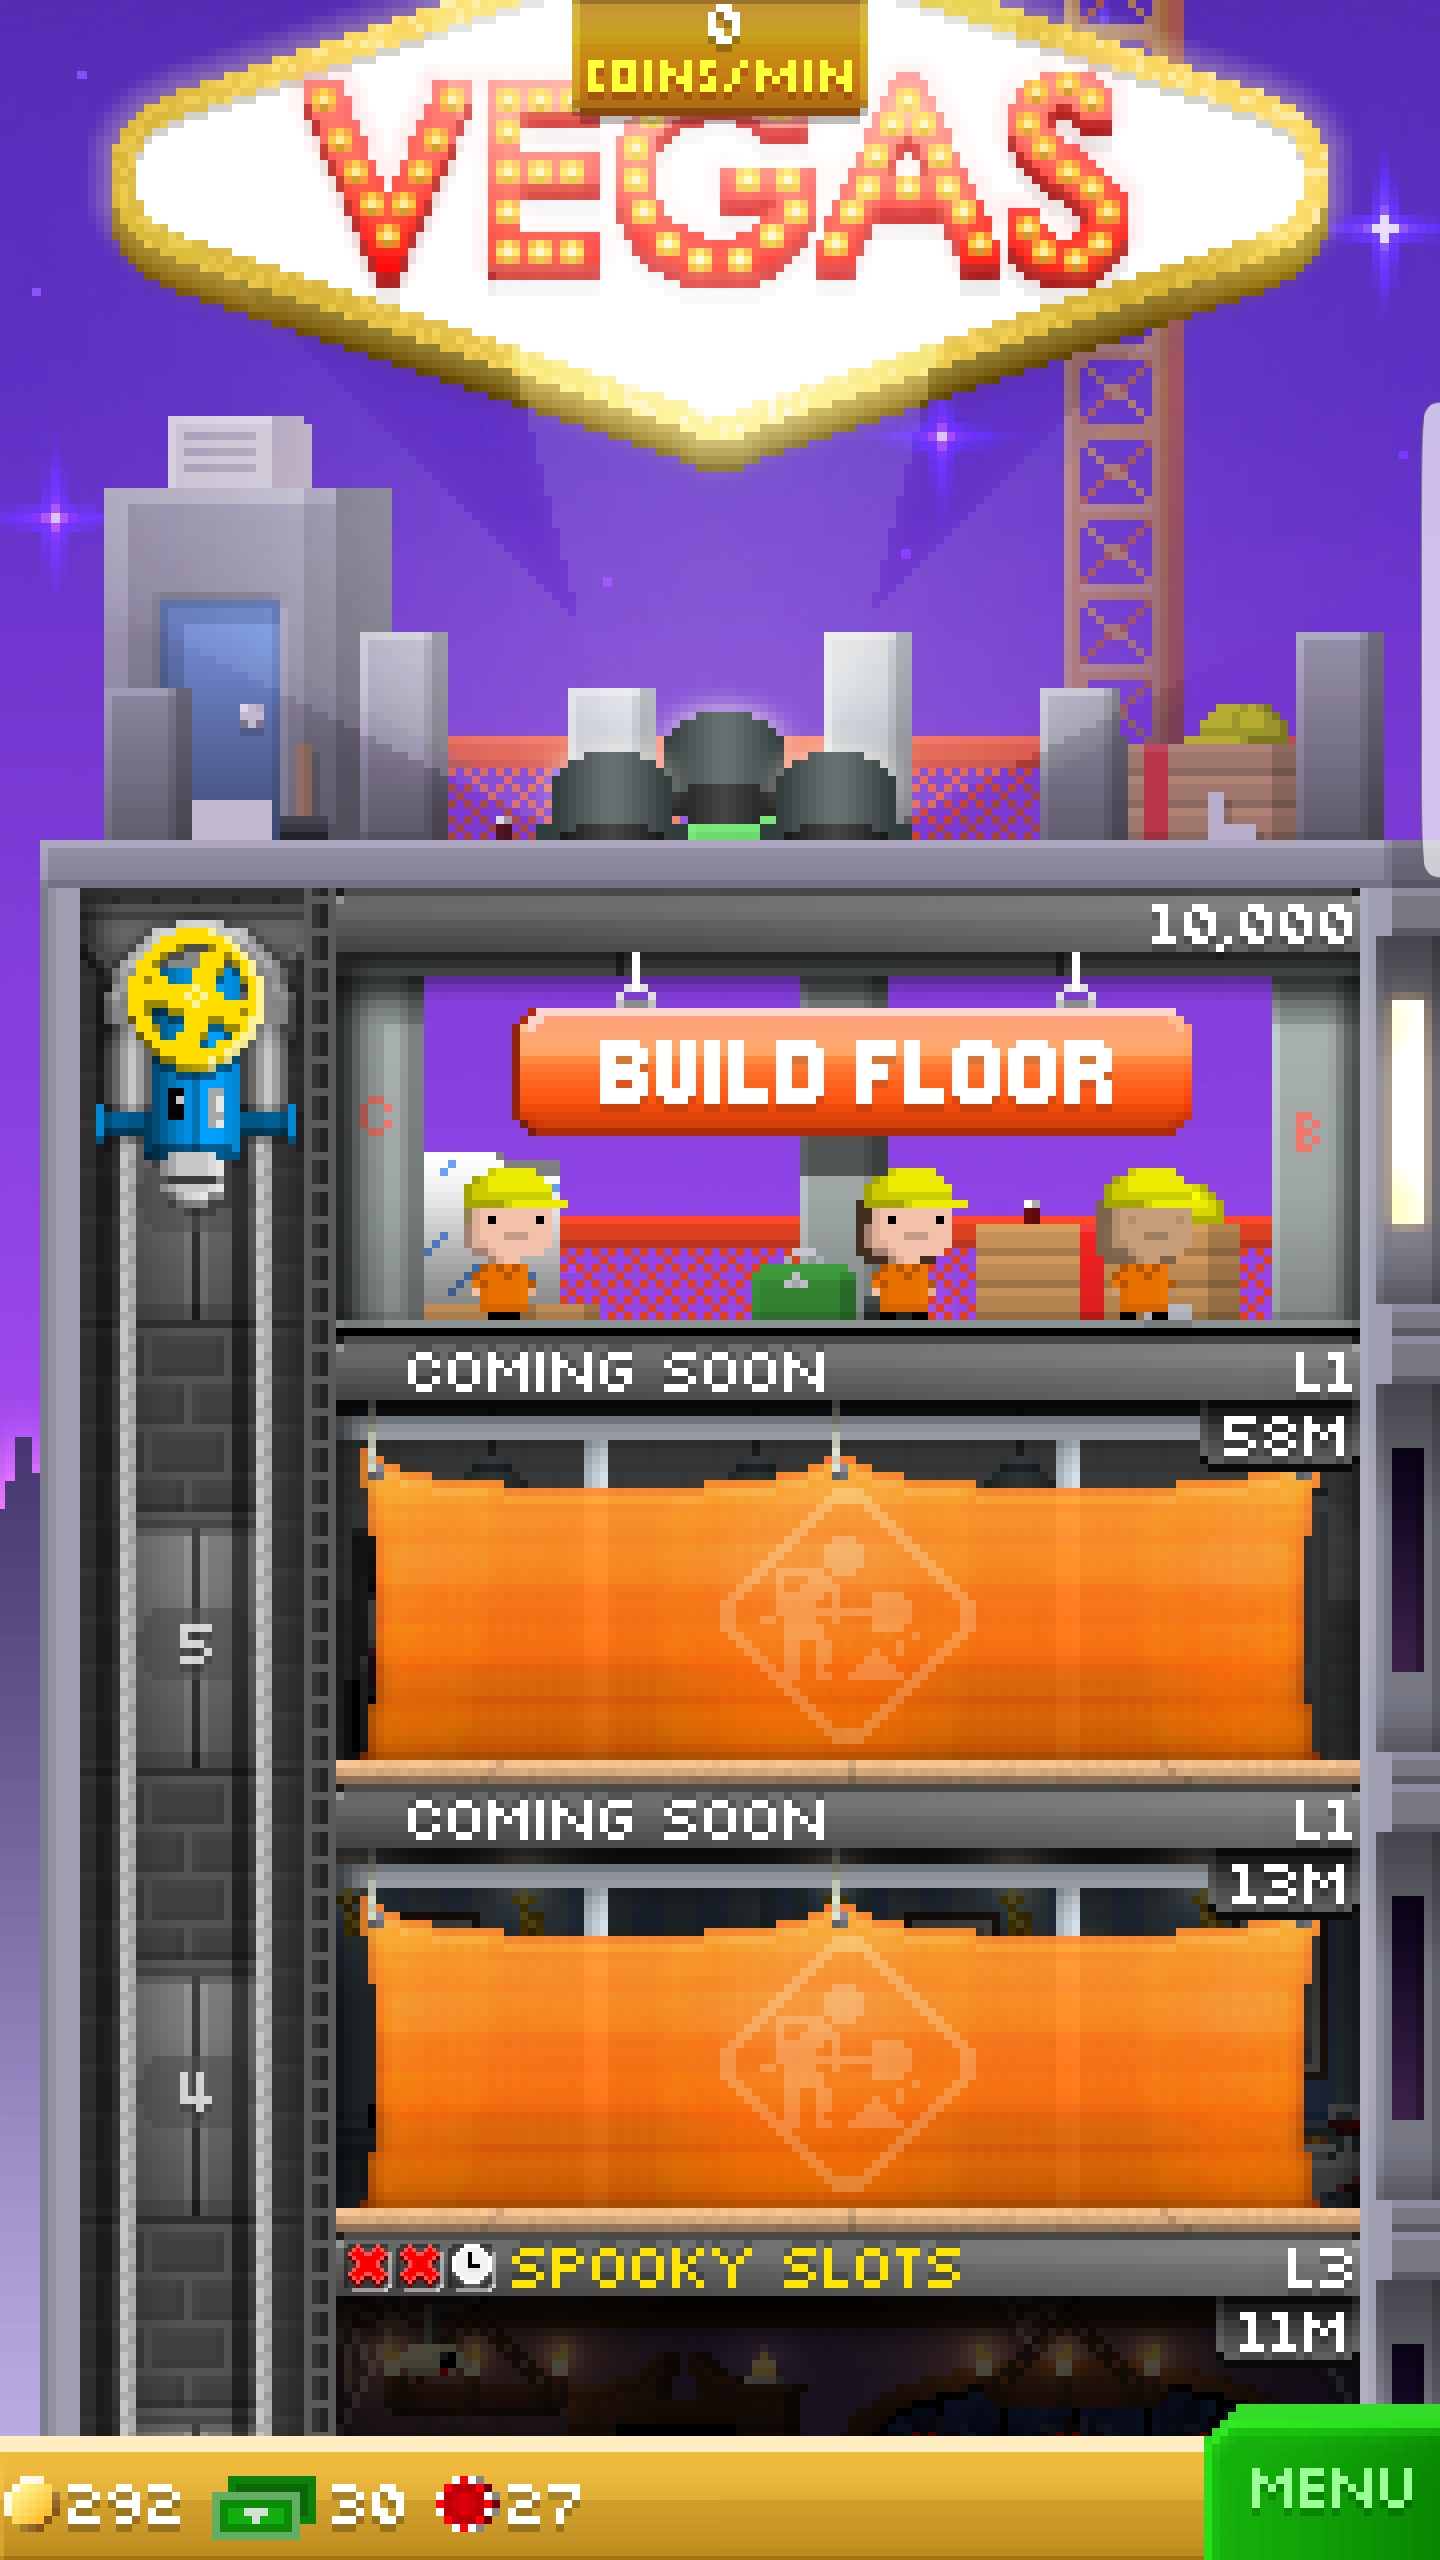 0
COINS/MIN
VEGAS
10,000
BUILD FLOOR
C
B
COMING SOON L1
58M
5
COMING SOON L1
13M
4
SPOOKY SLOTS L3
11M
292 30 27
MENU